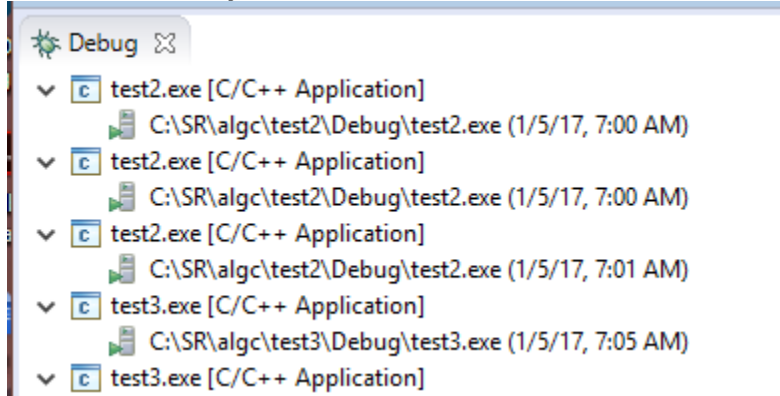 Debug
test2.exe [C/C++ Application]
C:\SR\algc\test2\Debug\test2.exe (1/5/17, 7:00 AM)
test2.exe [C/C++ Application]
C:\SR\algc\test2\Debug\test2.exe (1/5/17, 7:00 AM)
test2.exe [C/C++ Application]
C:\SR\algc\test2\Debug\test2.exe (1/5/17, 7:01 AM)
test3.exe [C/C++ Application]
C:\SR\algc\test3\Debug\test3.exe (1/5/17, 7:05 AM)
test3.exe [C/C++ Application]